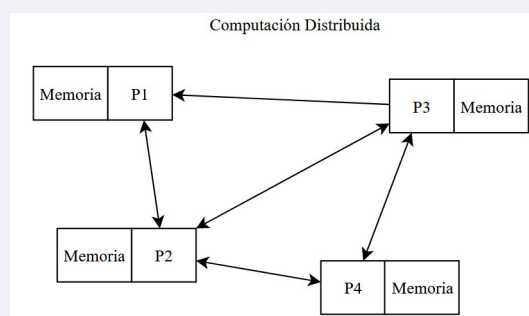 Computación Distribuida
Memoria P1
P3 Memoria
Memoria P2
P4 Memoria